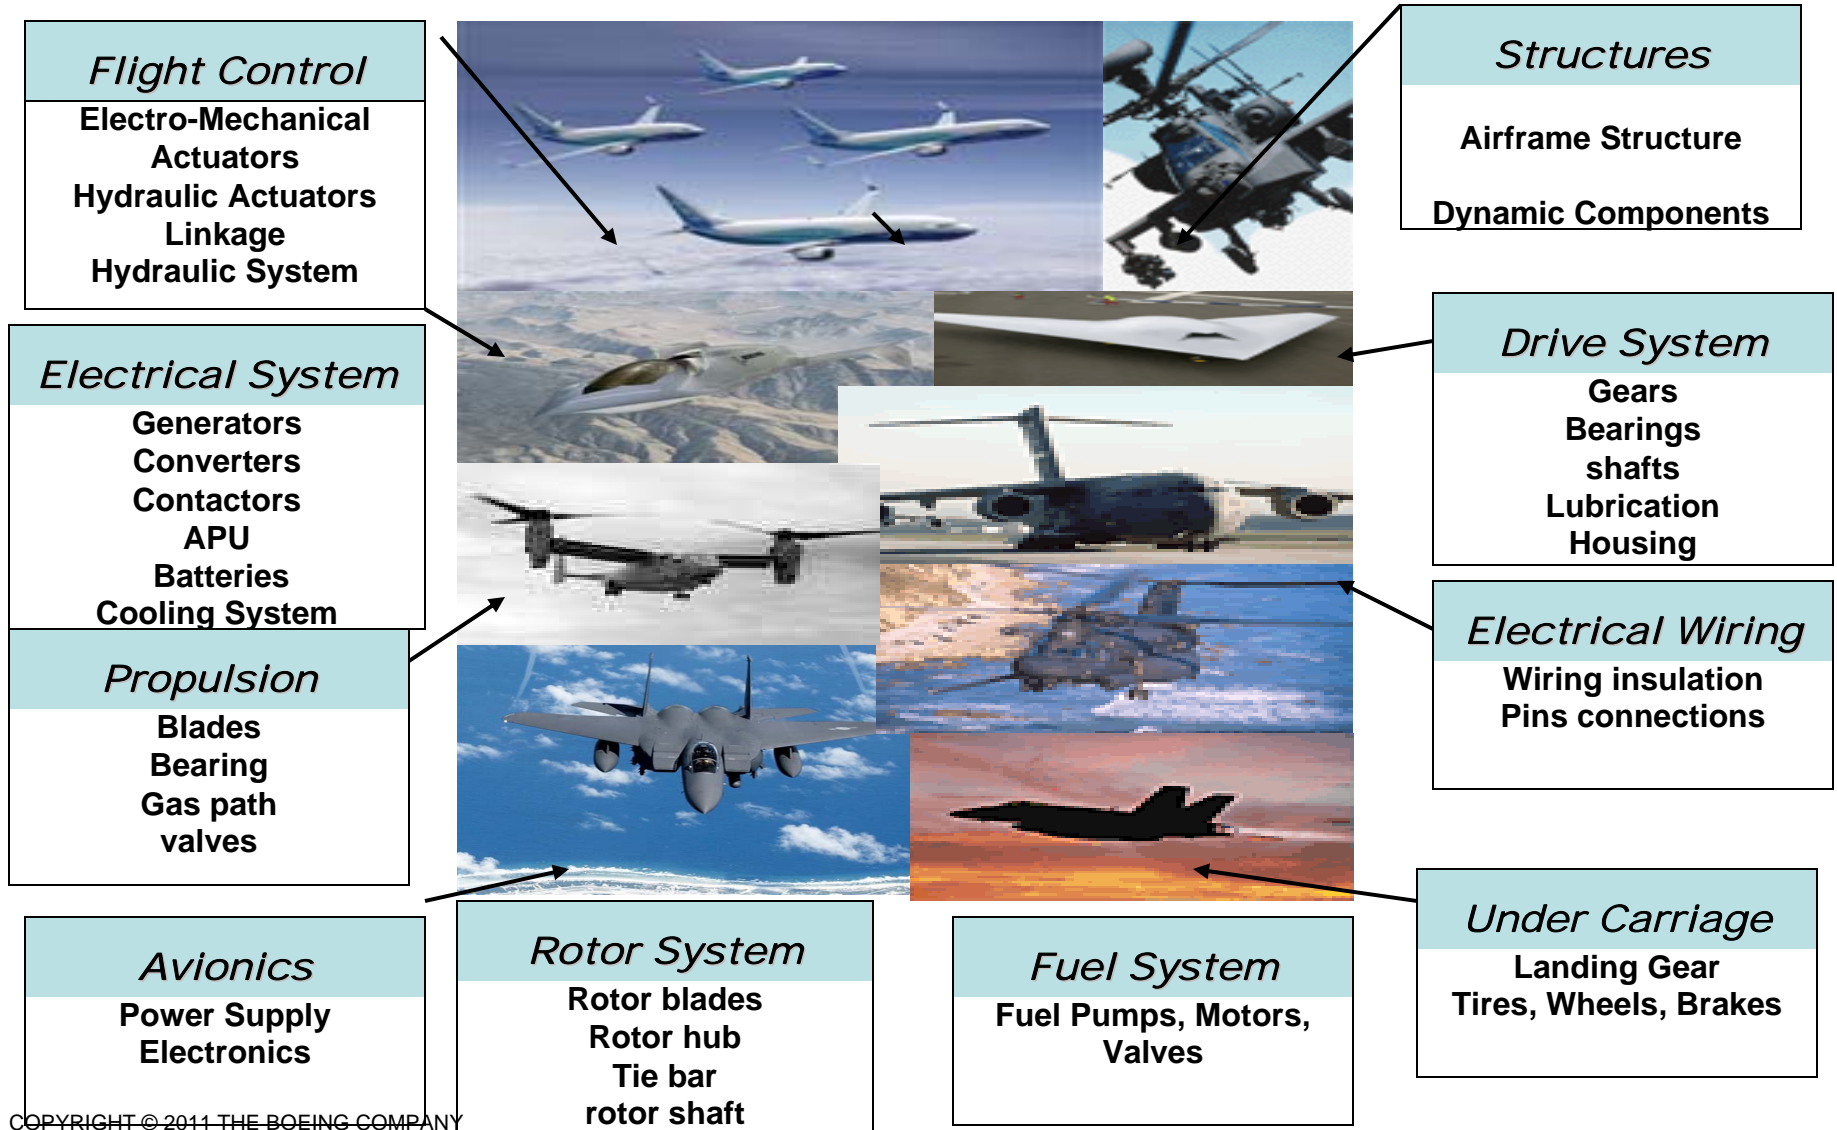 Flight Control
Electro-Mechanical
Actuators
Hydraulic Actuators
Linkage
Hydraulic System
Electrical System
Generators
Converters
Contactors
APU
Batteries
Cooling System
Propulsion
Blades
Bearing
Gas path
valves
Avionics
Power Supply
Electronics
Rotor System
Rotor blades
Rotor hub
Tie bar
rotor shaft
Fuel System
Fuel Pumps, Motors,
Valves
Structures
Airframe Structure
Dynamic Components
Drive System
Gears
Bearings
shafts
Lubrication
Housing
Electrical Wiring
Wiring insulation
Pins connections
Under Carriage
Landing Gear
Tires, Wheels, Brakes
COPYRIGHT © 2011 THE BOEING COMPANY